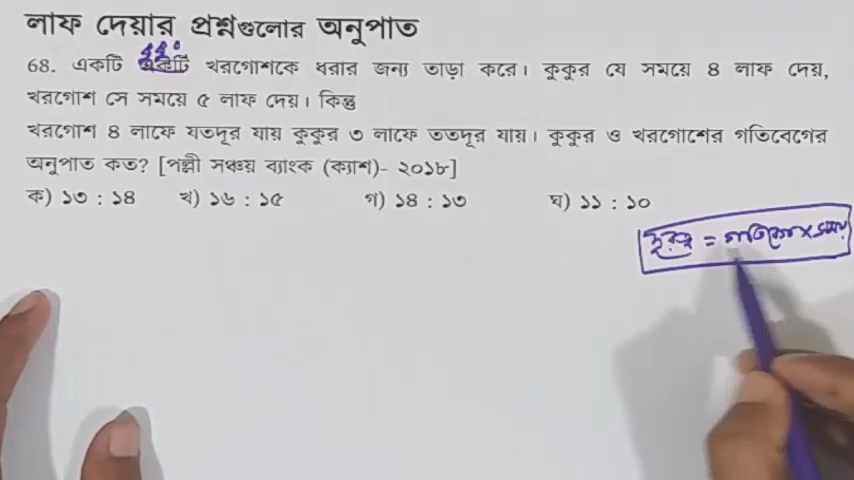 লাফ দেয়ার প্রশ্নগুলোর অনুপাত
68. একটি একটি খরগোশকে ধরার জন্য তাড়া করে। কুকুর যে সময়ে ৪ লাফ দেয়,
খরগোশ সে সময়ে ৫ লাফ দেয়। কিন্তু
খরগোশ ৪ লাফে যতদূর যায় কুকুর ৩ লাফে ততদূর যায়। কুকুর ও খরগোশের গতিবেগের
অনুপাত কত? [পল্লী সঞ্চয় ব্যাংক (ক্যাশ)- ২০১৮]
ক) ১৩ : ১৪ খ) ১৬ : ১৫ গ) ১৪ : ১৩ ঘ) ১১ : ১০
দূরত্ব = গতিবেগ × সময়